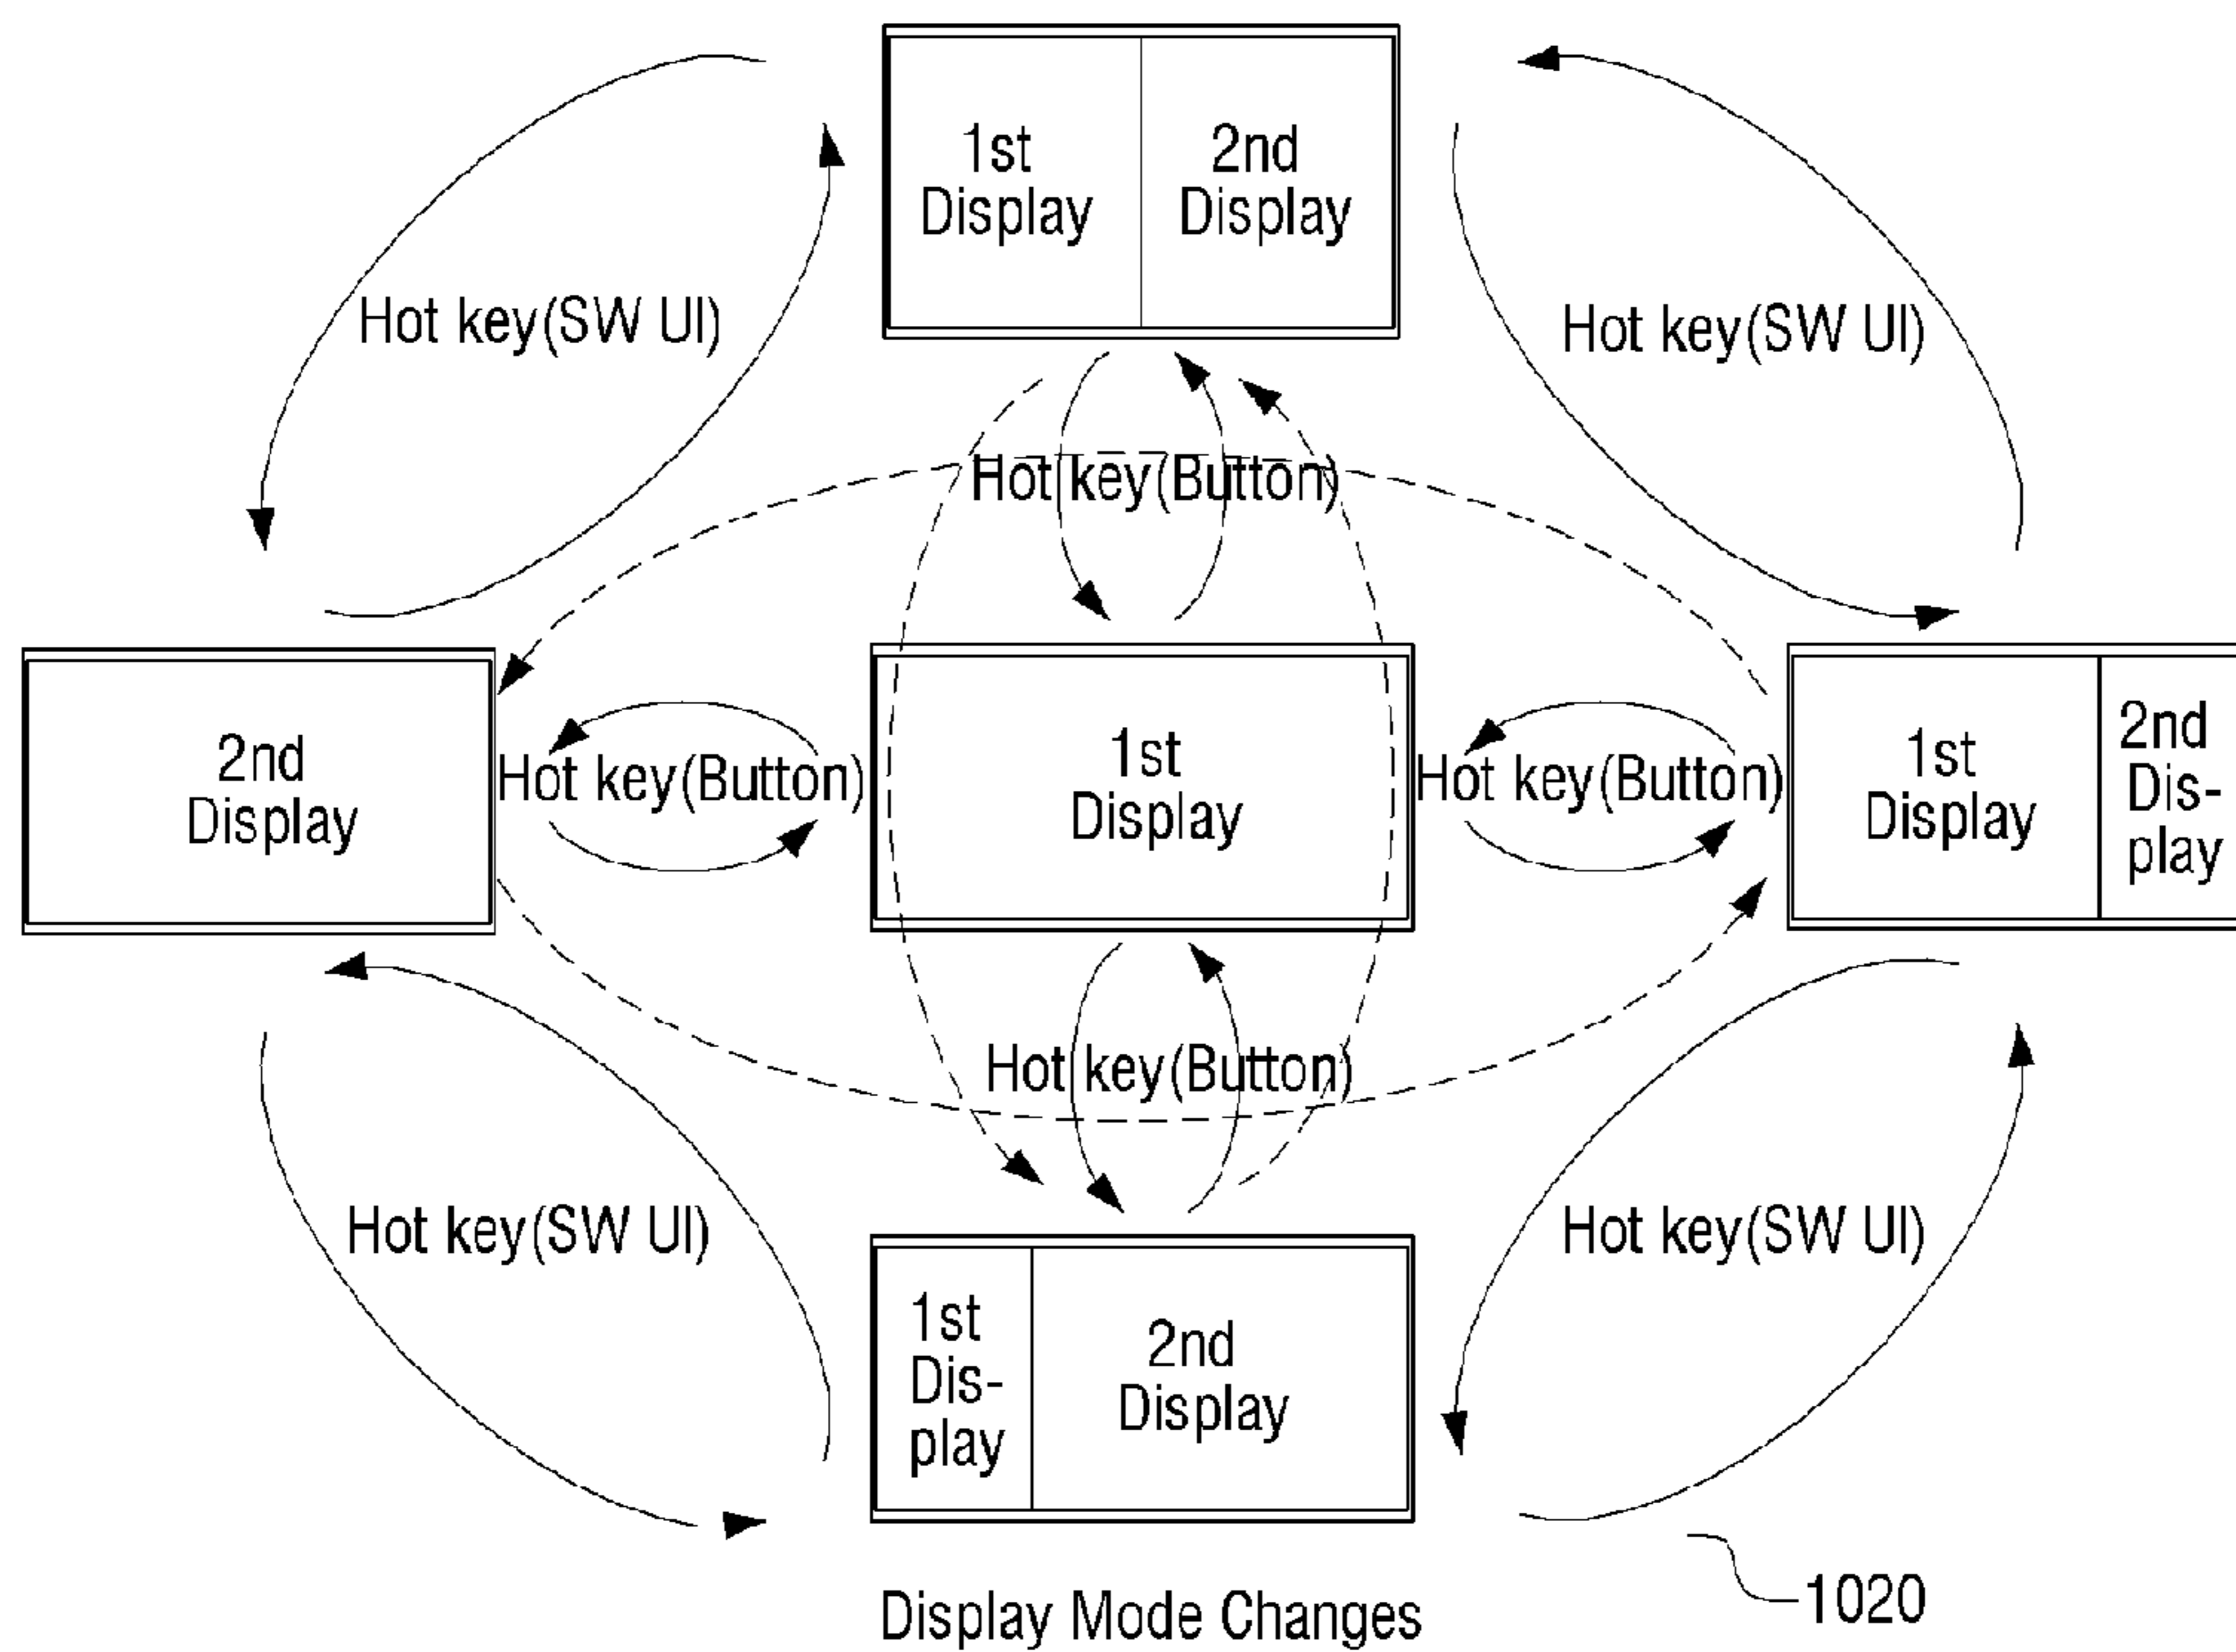 1st
Display
2nd
Display
Hot key(SW UI)
Hot key(SW UI)
Hot key(Button)
2nd
Display
Hot key(Button)
1st
Display
Hot key(Button)
1st
Display
2nd
Dis-
play
Hot key(Button)
Hot key(SW UI)
Hot key(SW UI)
1st
Dis-
play
2nd
Display
1020
Display Mode Changes